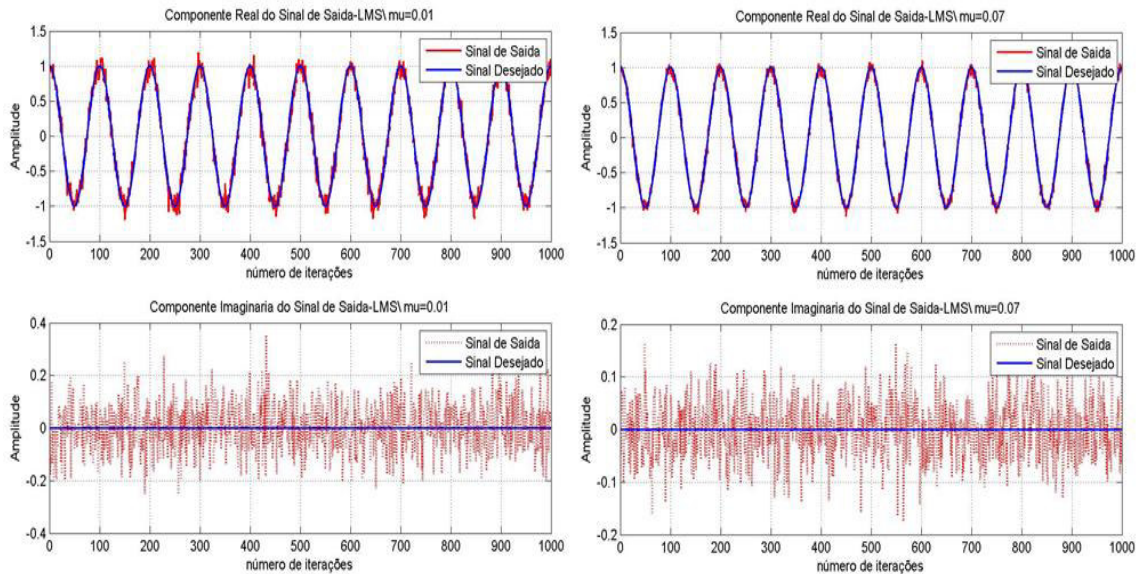 Componente Real do Sinal de Saida-LMS\ mu=0.01
1.5
1
0.5
0
-0.5
-1
-1.5
Amplitude
Sinal de Saida
Sinal Desejado
0 100 200 300 400 500 600 700 800 900 1000
número de iterações
Componente Real do Sinal de Saida-LMS\ mu=0.07
1.5
1
0.5
0
-0.5
-1
-1.5
Amplitude
Sinal de Saida
Sinal Desejado
0 100 200 300 400 500 600 700 800 900 1000
número de iterações
Componente Imaginaria do Sinal de Saida-LMS\ mu=0.01
0.4
0.2
0
-0.2
-0.4
Amplitude
Sinal de Saida
Sinal Desejado
0 100 200 300 400 500 600 700 800 900 1000
número de iterações
Componente Imaginaria do Sinal de Saida-LMS\ mu=0.07
0.2
0.1
0
-0.1
-0.2
Amplitude
Sinal de Saida
Sinal Desejado
0 100 200 300 400 500 600 700 800 900 1000
número de iterações